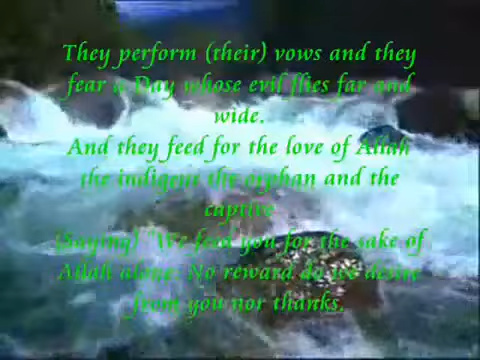 They perform (their) vows and they
fear a Day whose evil flies far and
wide.
And they feed for the love of Allah
the indigent the orphan and the
captive
(Saying) "We feed you for the sake of
Allah alone: No reward do we desire
from you nor thanks.